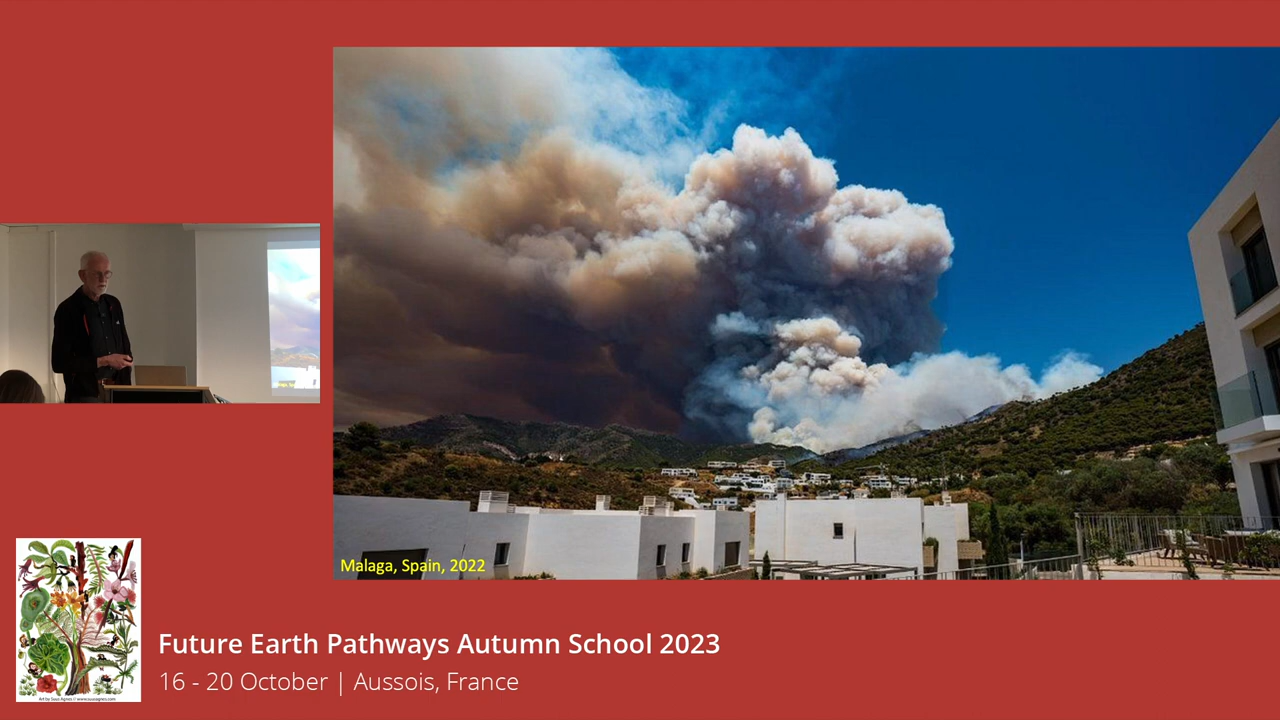 Malaga, Spain, 2022
Future Earth Pathways Autumn School 2023
16 - 20 October | Aussois, France